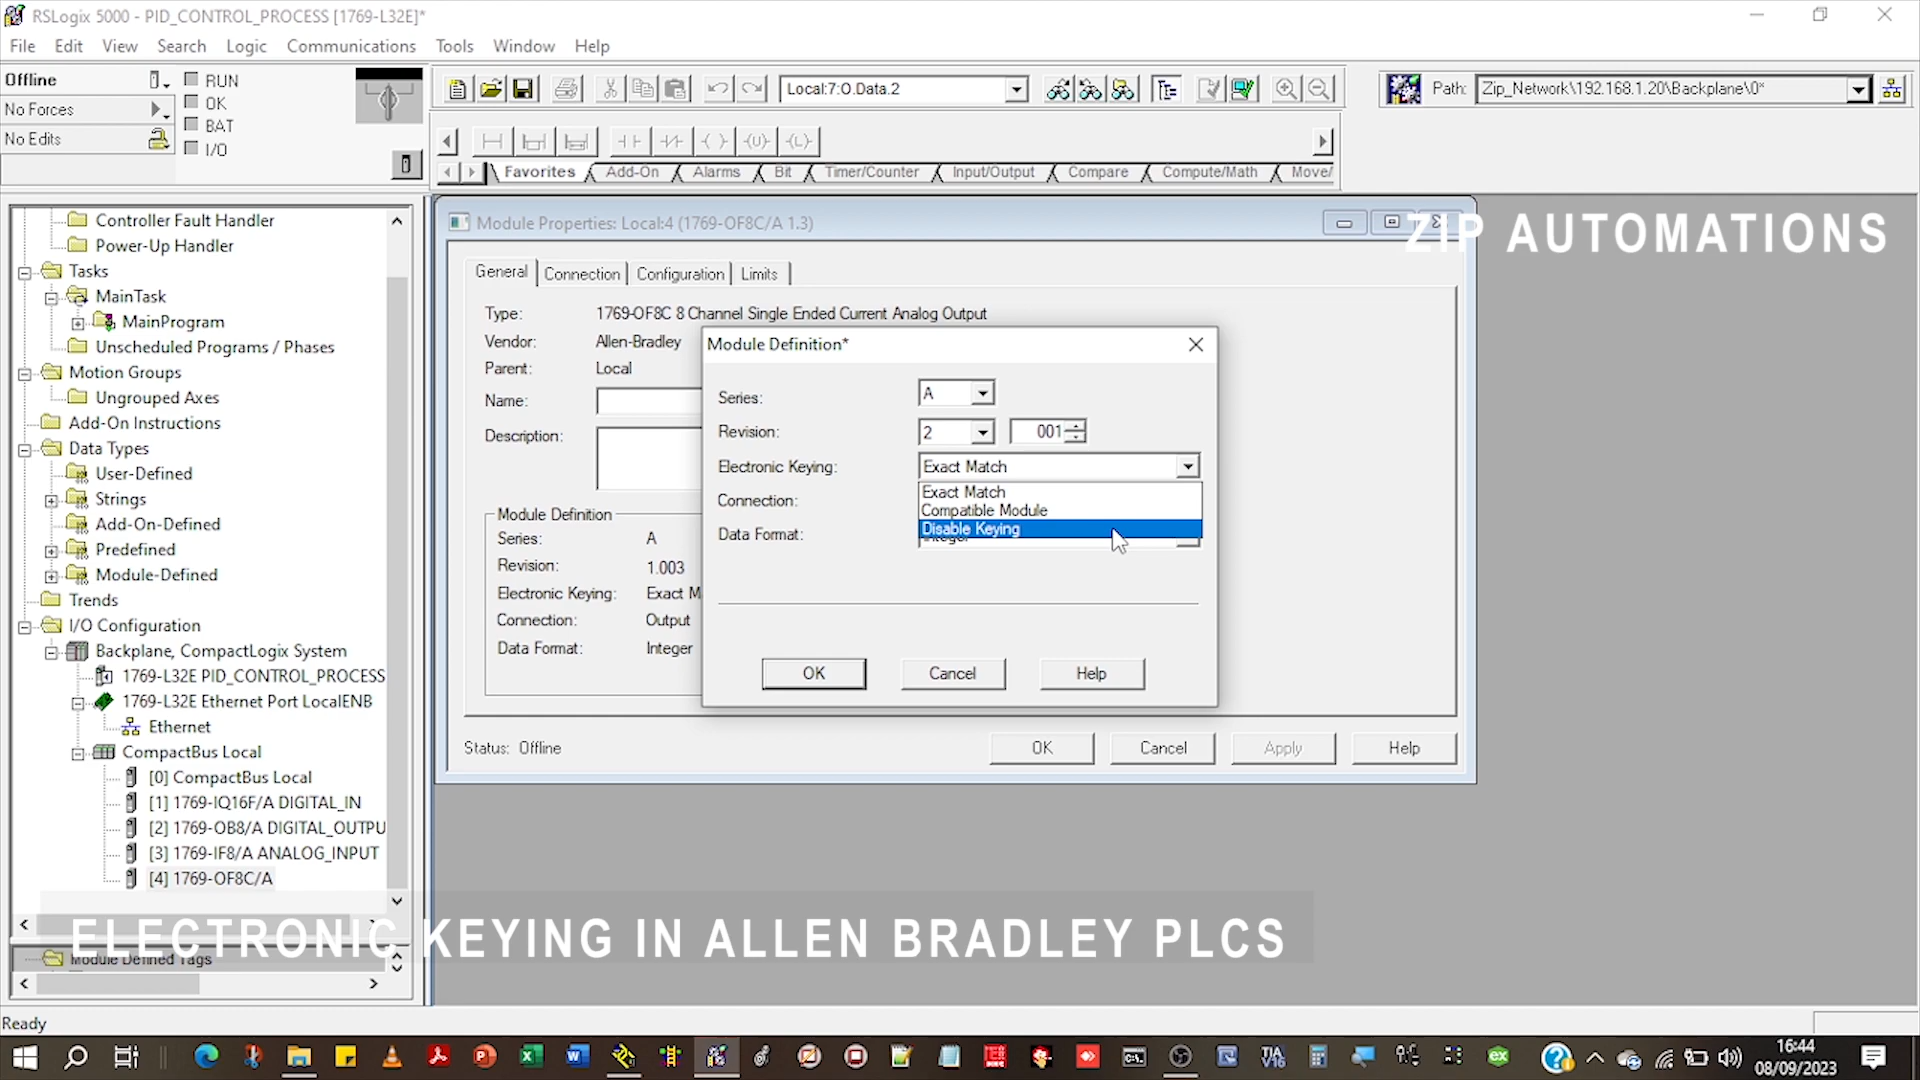 RSLogix 5000 - PID_CONTROL_PROCESS [1769-L32E]*
File Edit View Search Logic Communications Tools Window Help
Offline RUN
No Forces OK
No Edits BAT
I/O
Local:7:O.Data.2
Path: Zip_Network\192.168.1.20\Backplane\0*
Favorites Add-On Alarms Bit Timer/Counter Input/Output Compare Compute/Math Move/
Controller Fault Handler
Power-Up Handler
Tasks
MainTask
MainProgram
Unscheduled Programs / Phases
Motion Groups
Ungrouped Axes
Add-On Instructions
Data Types
User-Defined
Strings
Add-On-Defined
Predefined
Module-Defined
Trends
I/O Configuration
Backplane, CompactLogix System
1769-L32E PID_CONTROL_PROCESS
1769-L32E Ethernet Port LocalENB
Ethernet
CompactBus Local
[0] CompactBus Local
[1] 1769-IQ16F/A DIGITAL_IN
[2] 1769-OB8/A DIGITAL_OUTPU
[3] 1769-IF8/A ANALOG_INPUT
[4] 1769-OF8C/A
Module Defined Tags
Module Properties: Local:4 (1769-OF8C/A 1.3)
ZIP AUTOMATIONS
General Connection Configuration Limits
Type: 1769-OF8C 8 Channel Single Ended Current Analog Output
Vendor: Allen-Bradley
Parent: Local
Name:
Description:
Module Definition
Series: A
Revision: 1.003
Electronic Keying: Exact M
Connection: Output
Data Format: Integer
Status: Offline
OK Cancel Apply Help
Module Definition*
Series: A
Revision: 2 001
Electronic Keying: Exact Match
Exact Match
Connection:
Compatible Module
Disable Keying
Data Format: Integer
OK Cancel Help
ELECTRONIC KEYING IN ALLEN BRADLEY PLCS
Ready
16:44
08/09/2023